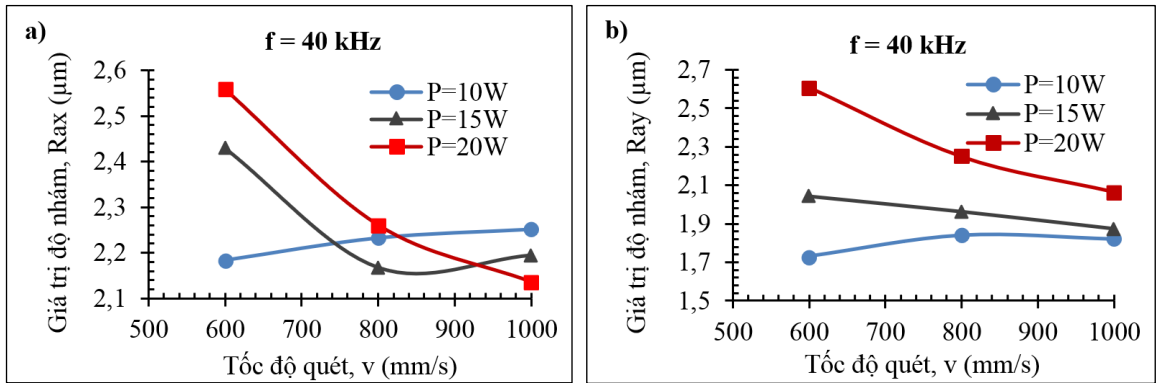 a)
f = 40 kHz
Giá trị độ nhám, Rax (µm)
2,6
2,5
2,4
2,3
2,2
2,1
P=10W
P=15W
P=20W
500 600 700 800 900 1000
Tốc độ quét, v (mm/s)
b)
f = 40 kHz
Giá trị độ nhám, Ray (µm)
2,7
2,5
2,3
2,1
1,9
1,7
1,5
P=10W
P=15W
P=20W
500 600 700 800 900 1000
Tốc độ quét, v (mm/s)